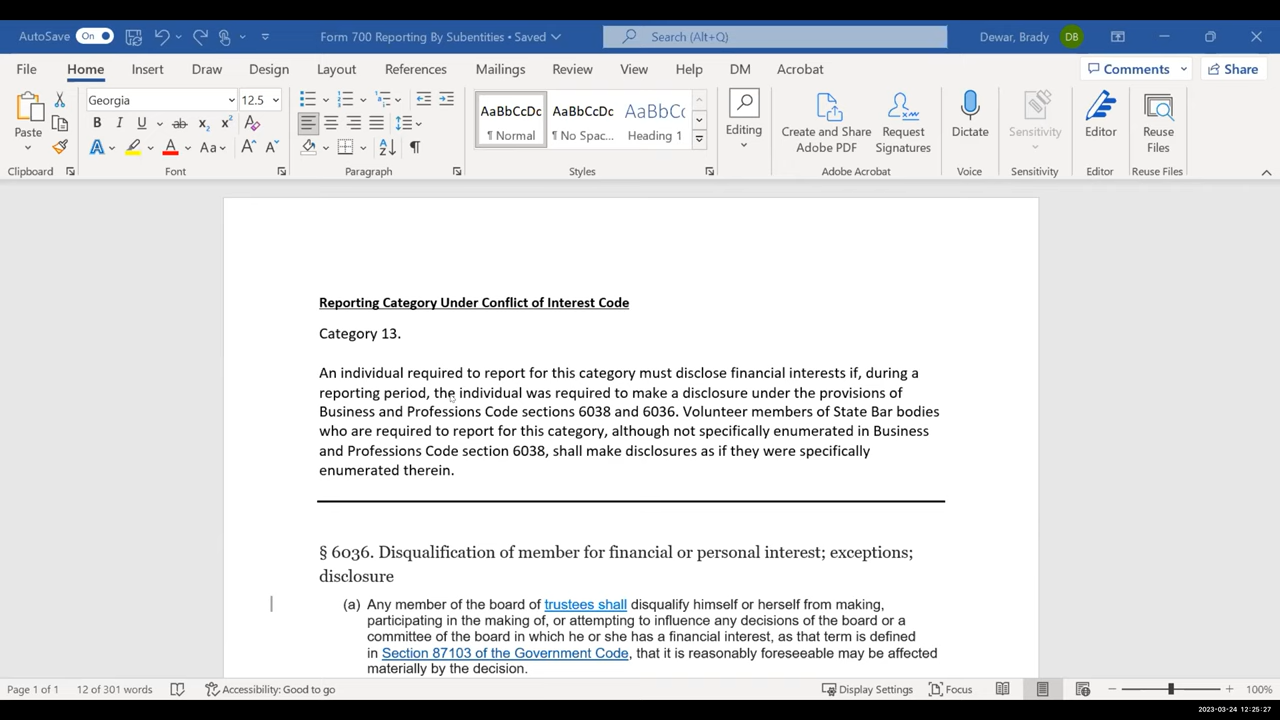 AutoSave On Form 700 Reporting By Subentities • Saved Search (Alt+Q) Dewar, Brady DB
File Home Insert Draw Design Layout References Mailings Review View Help DM Acrobat Comments Share
Paste Georgia 12.5 AaBbCcDc AaBbCcDc AaBbCc Editing Create and Share Request Dictate Sensitivity Editor Reuse
¶ Normal ¶ No Spac... Heading 1 Adobe PDF Signatures Files
Clipboard Font Paragraph Styles Adobe Acrobat Voice Sensitivity Editor Reuse Files
Reporting Category Under Conflict of Interest Code
Category 13.
An individual required to report for this category must disclose financial interests if, during a
reporting period, the individual was required to make a disclosure under the provisions of
Business and Professions Code sections 6038 and 6036. Volunteer members of State Bar bodies
who are required to report for this category, although not specifically enumerated in Business
and Professions Code section 6038, shall make disclosures as if they were specifically
enumerated therein.
§ 6036. Disqualification of member for financial or personal interest; exceptions;
disclosure
(a) Any member of the board of trustees shall disqualify himself or herself from making,
participating in the making of, or attempting to influence any decisions of the board or a
committee of the board in which he or she has a financial interest, as that term is defined
in Section 87103 of the Government Code, that it is reasonably foreseeable may be affected
materially by the decision.
Page 1 of 1 12 of 301 words Accessibility: Good to go Display Settings Focus 100%
2023-03-24 12:25:27